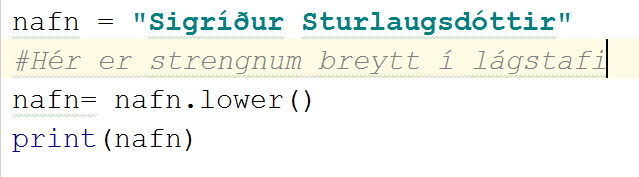 nafn = "Sigríður Sturlaugsdóttir"
#Hér er strengnum breytt í lágstafi
nafn= nafn.lower()
print(nafn)